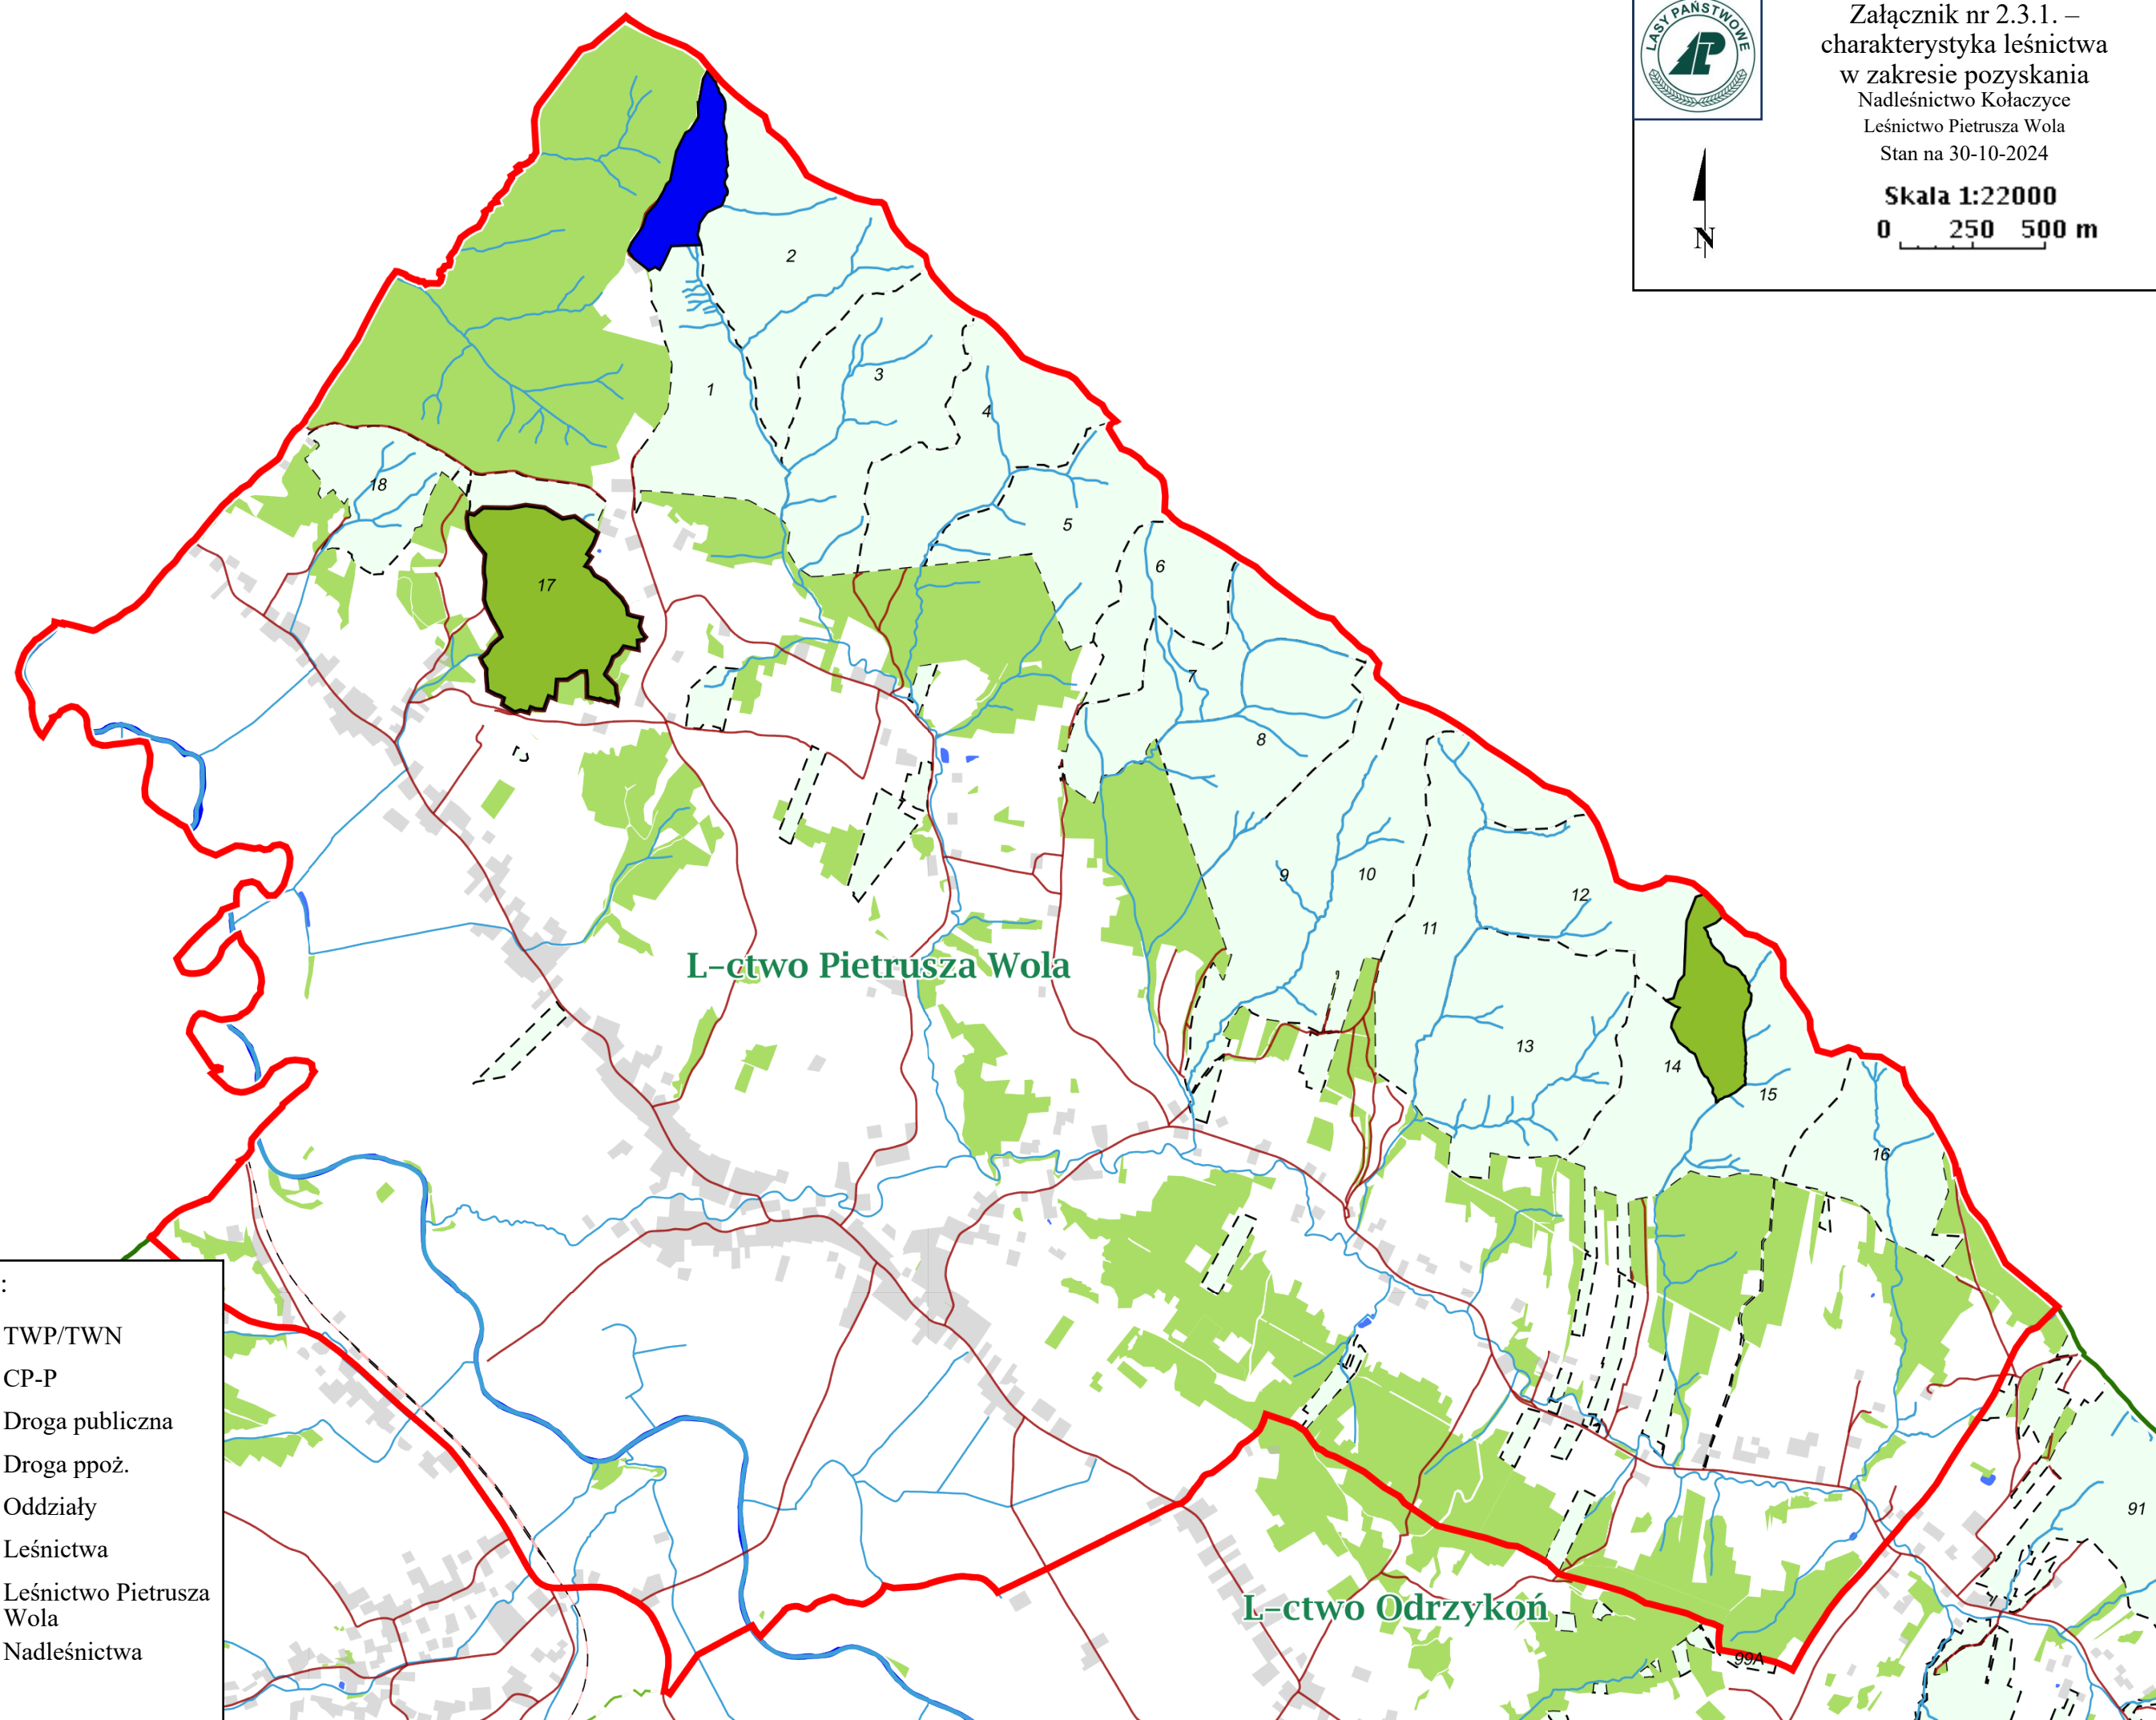 LASY PAŃSTWOWE
LP
Załącznik nr 2.3.1. –
charakterystyka leśnictwa
w zakresie pozyskania
Nadleśnictwo Kołaczyce
Leśnictwo Pietrusza Wola
Stan na 30-10-2024
Skala 1:22000
0 250 500 m
N
2
3
1
4
18
5
6
17
7
8
9
10
12
11
L-ctwo Pietrusza Wola
13
14
15
16
:
TWP/TWN
CP-P
Droga publiczna
Droga ppoż.
Oddziały
Leśnictwa
Leśnictwo Pietrusza
Wola
Nadleśnictwa
91
L-ctwo Odrzykoń
99A